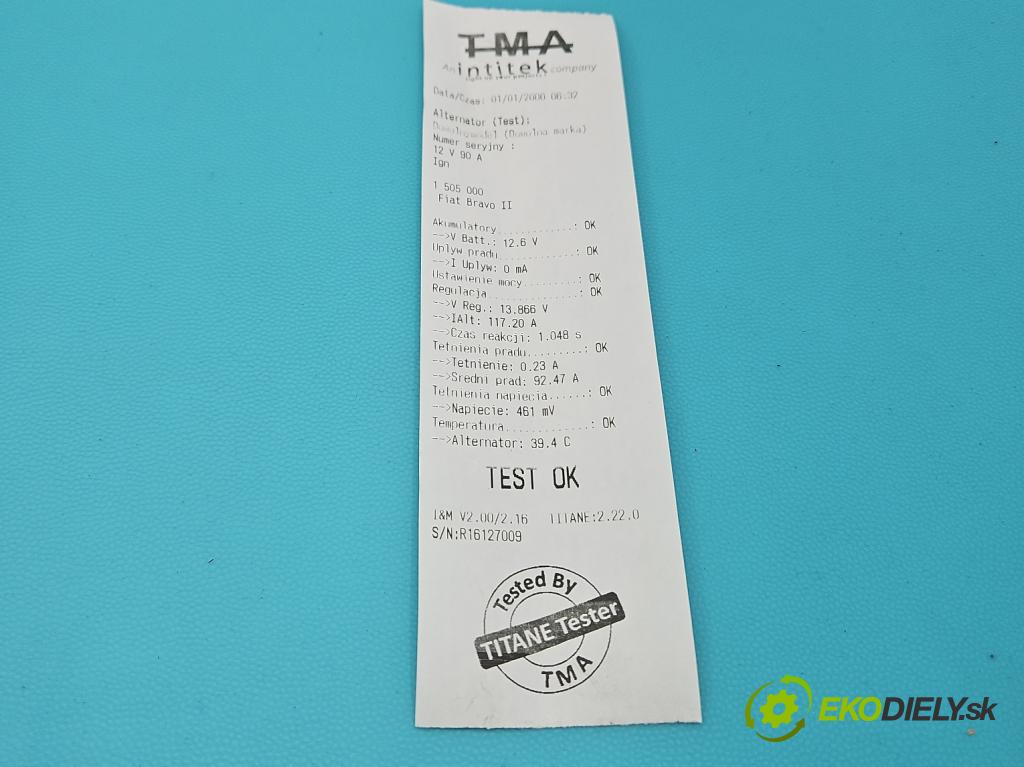 TMA
An intitek company
Data/Czas: 01/01/2000 06:32
Alternator (Test):
(Dowolna marka)
Numer seryjny :
12 V 90 A
Ign
1 505 000
Fiat Bravo II
Akumulatory............: OK
-->V Batt.: 12.6 V
Uplyw pradu............: OK
-->I Uplyw: 0 mA
Ustawienie mocy........: OK
Regulacja..............: OK
-->V Reg.: 13.866 V
-->IAlt: 117.20 A
-->Czas reakcji: 1.048 s
Tetnienia pradu.........: OK
-->Tetnienie: 0.23 A
-->Sredni prad: 92.47 A
Tetnienia napiecia......: OK
-->Napiecie: 461 mV
Temperatura.............: OK
-->Alternator: 39.4 C
TEST OK
I&M V2.00/2.16 TITANE:2.22.0
S/N:R16127009
Tested By
TITANE Tester
TMA
EKODIELY.sk